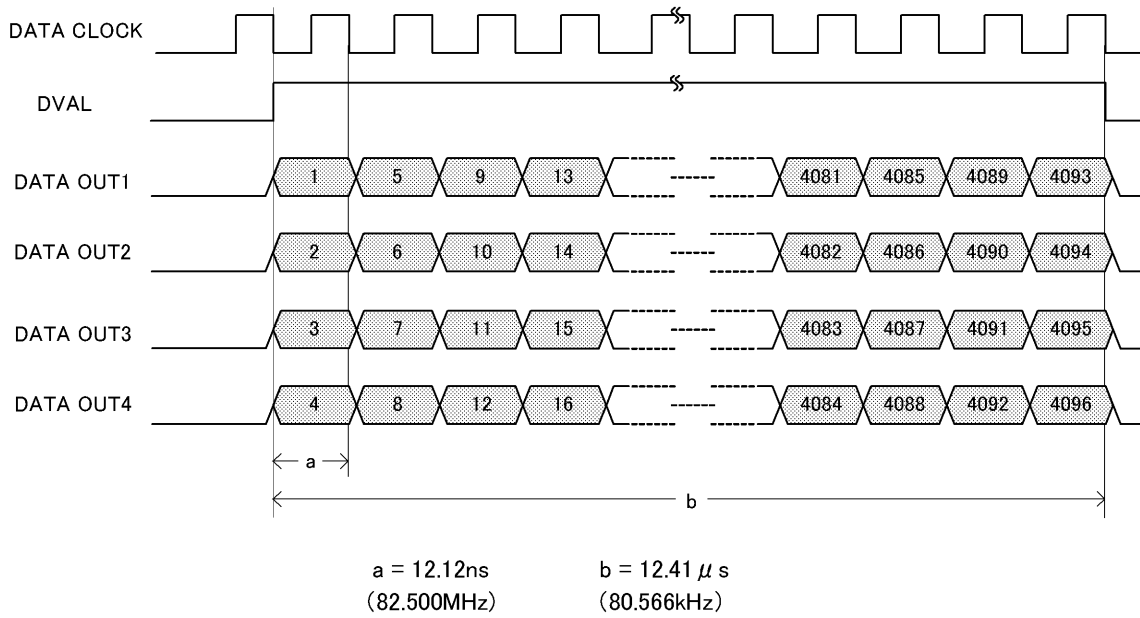 DATA CLOCK
DVAL
DATA OUT1 1 5 9 13 4081 4085 4089 4093
DATA OUT2 2 6 10 14 4082 4086 4090 4094
DATA OUT3 3 7 11 15 4083 4087 4091 4095
DATA OUT4 4 8 12 16 4084 4088 4092 4096
a
b
a = 12.12ns b = 12.41 μ s
(82.500MHz) (80.566kHz)